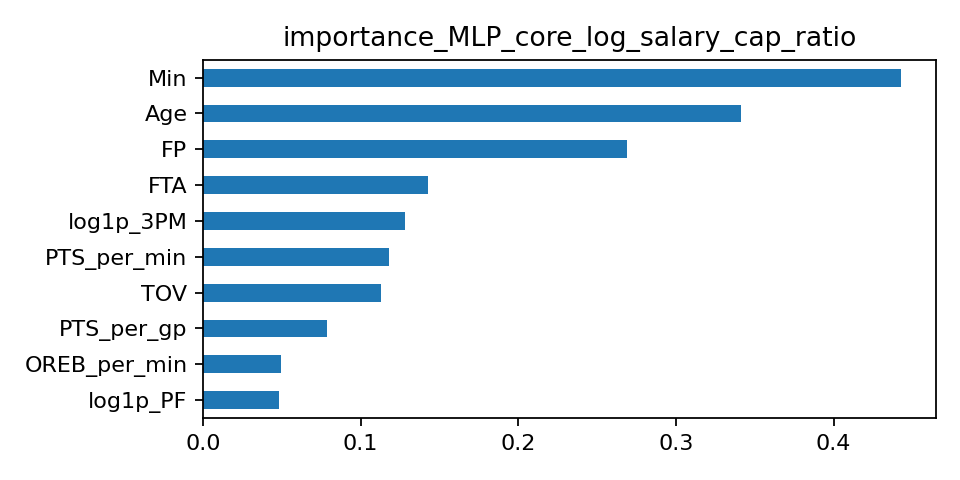 importance_MLP_core_log_salary_cap_ratio
Min
Age
FP
FTA
log1p_3PM
PTS_per_min
TOV
PTS_per_gp
OREB_per_min
log1p_PF
0.0 0.1 0.2 0.3 0.4